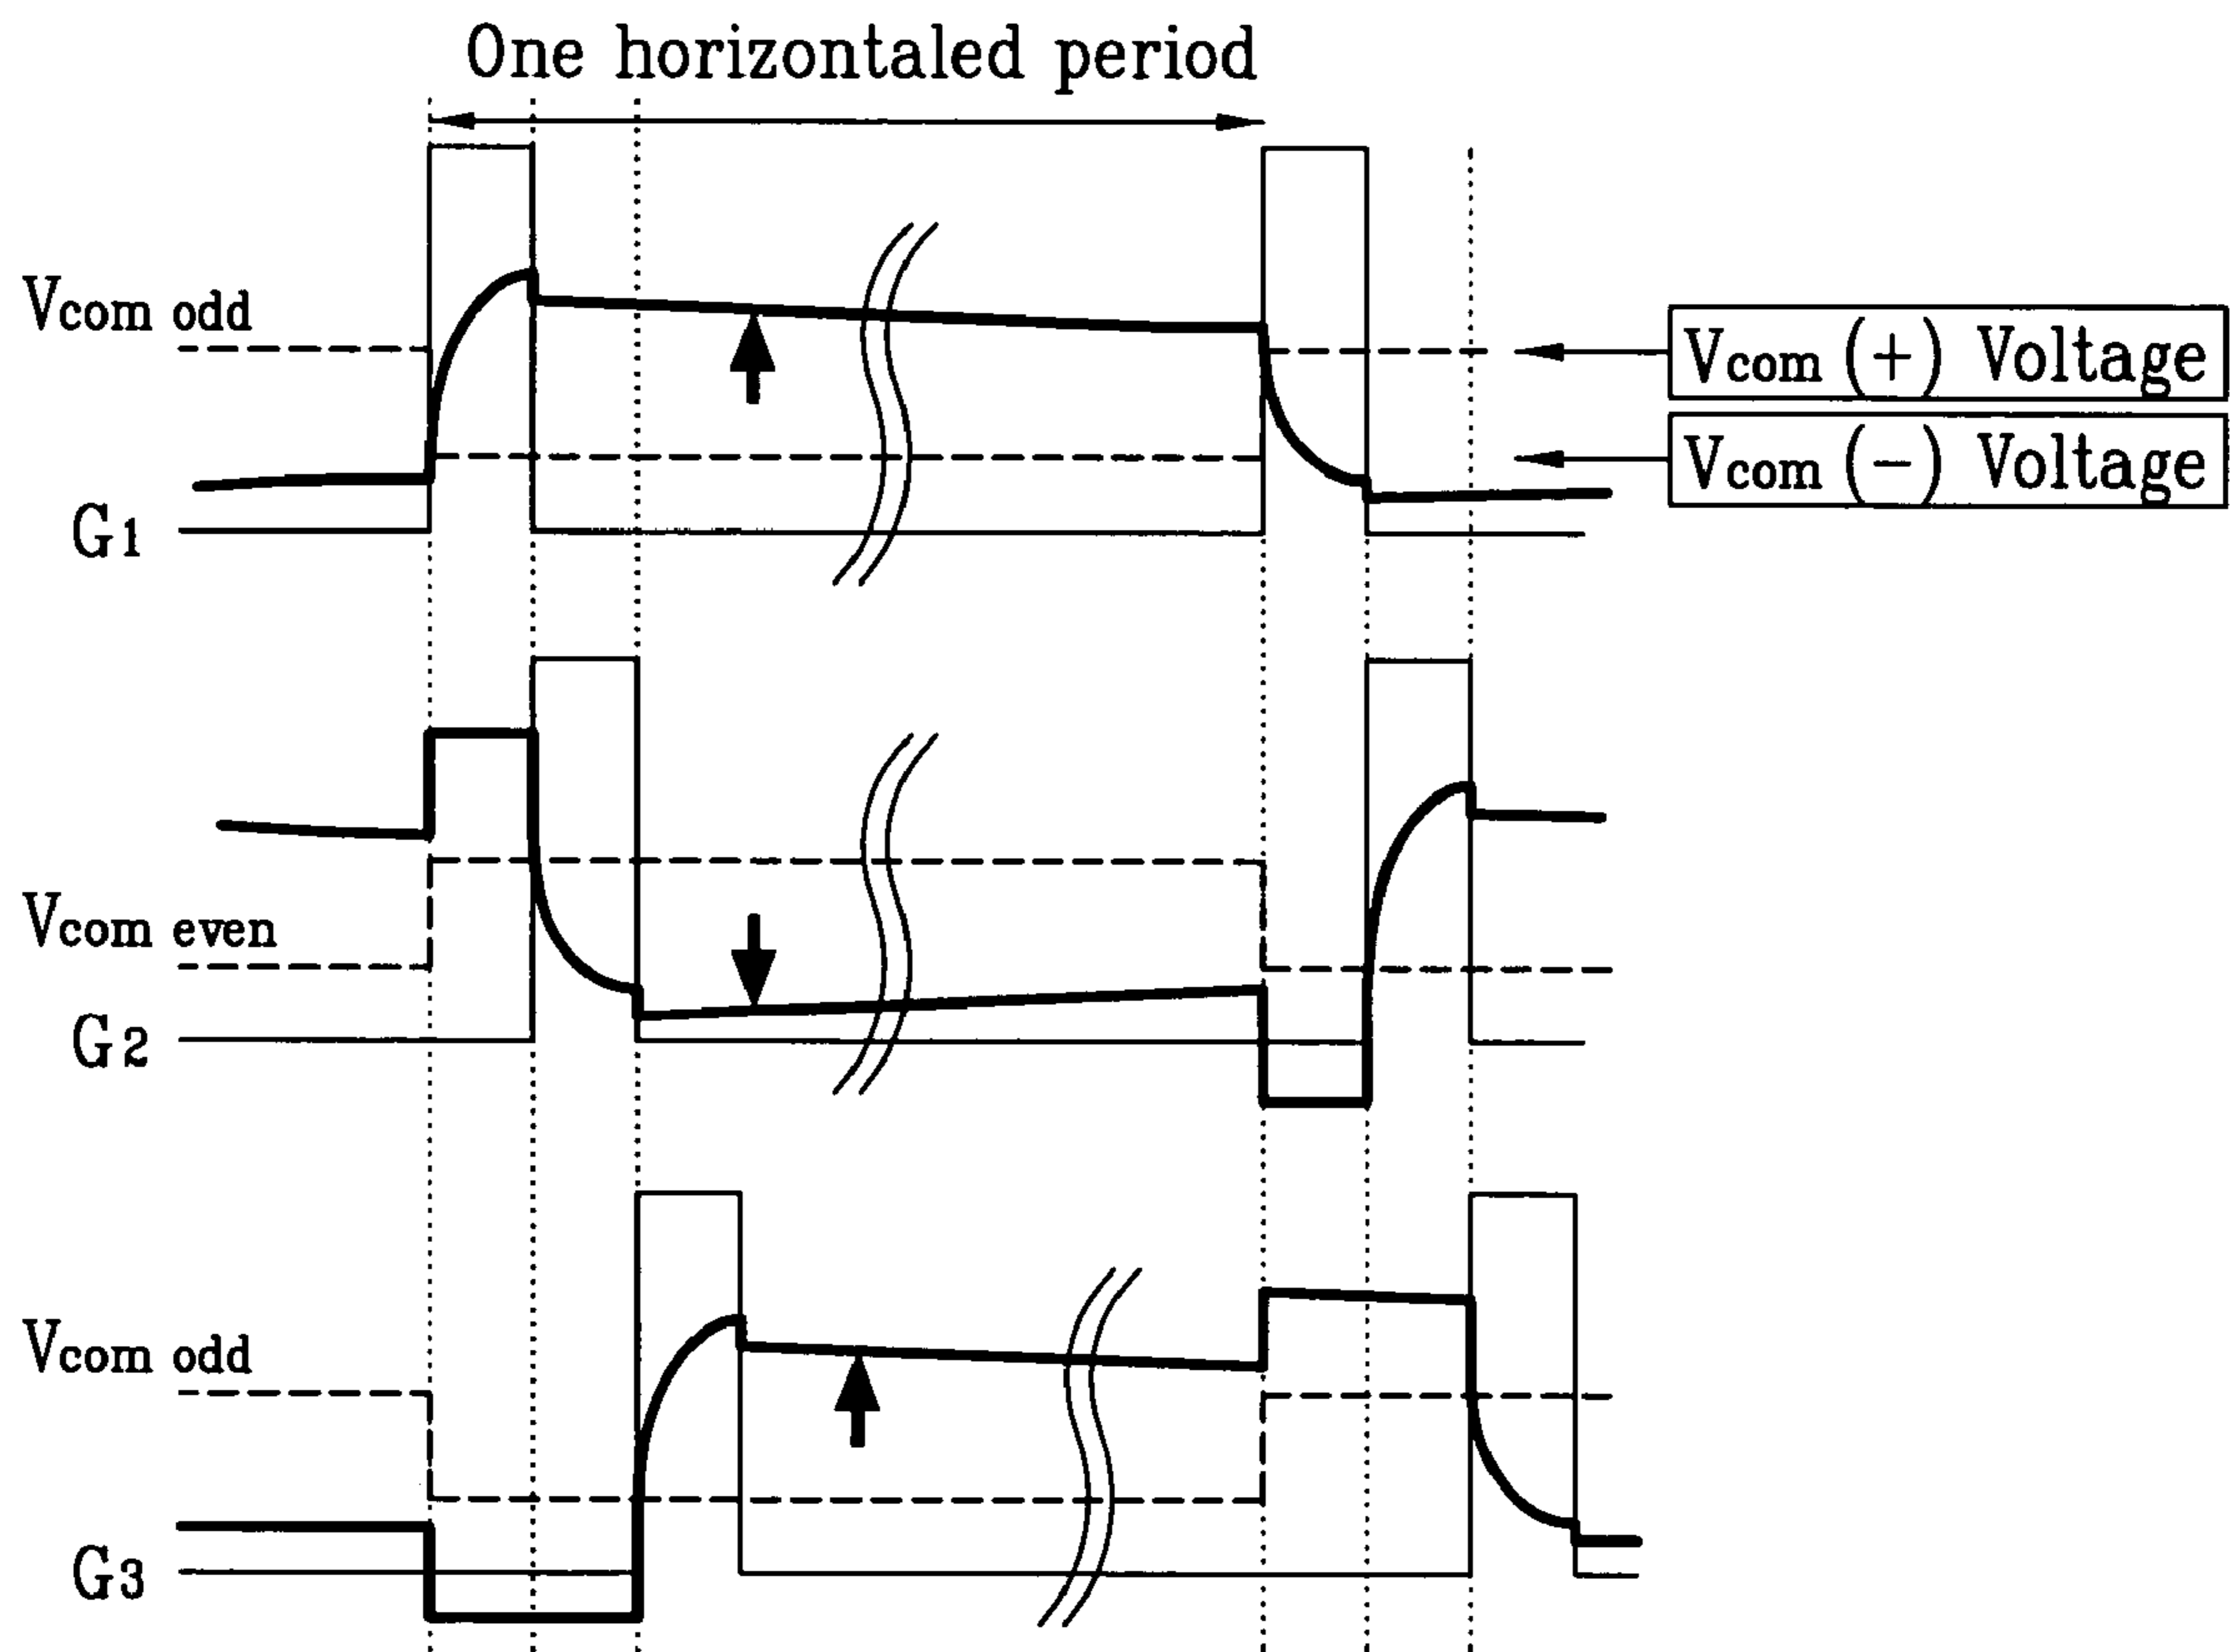 One horizontaled period
Vcom odd
Vcom (+) Voltage
Vcom (-) Voltage
G1
Vcom even
G2
Vcom odd
G3